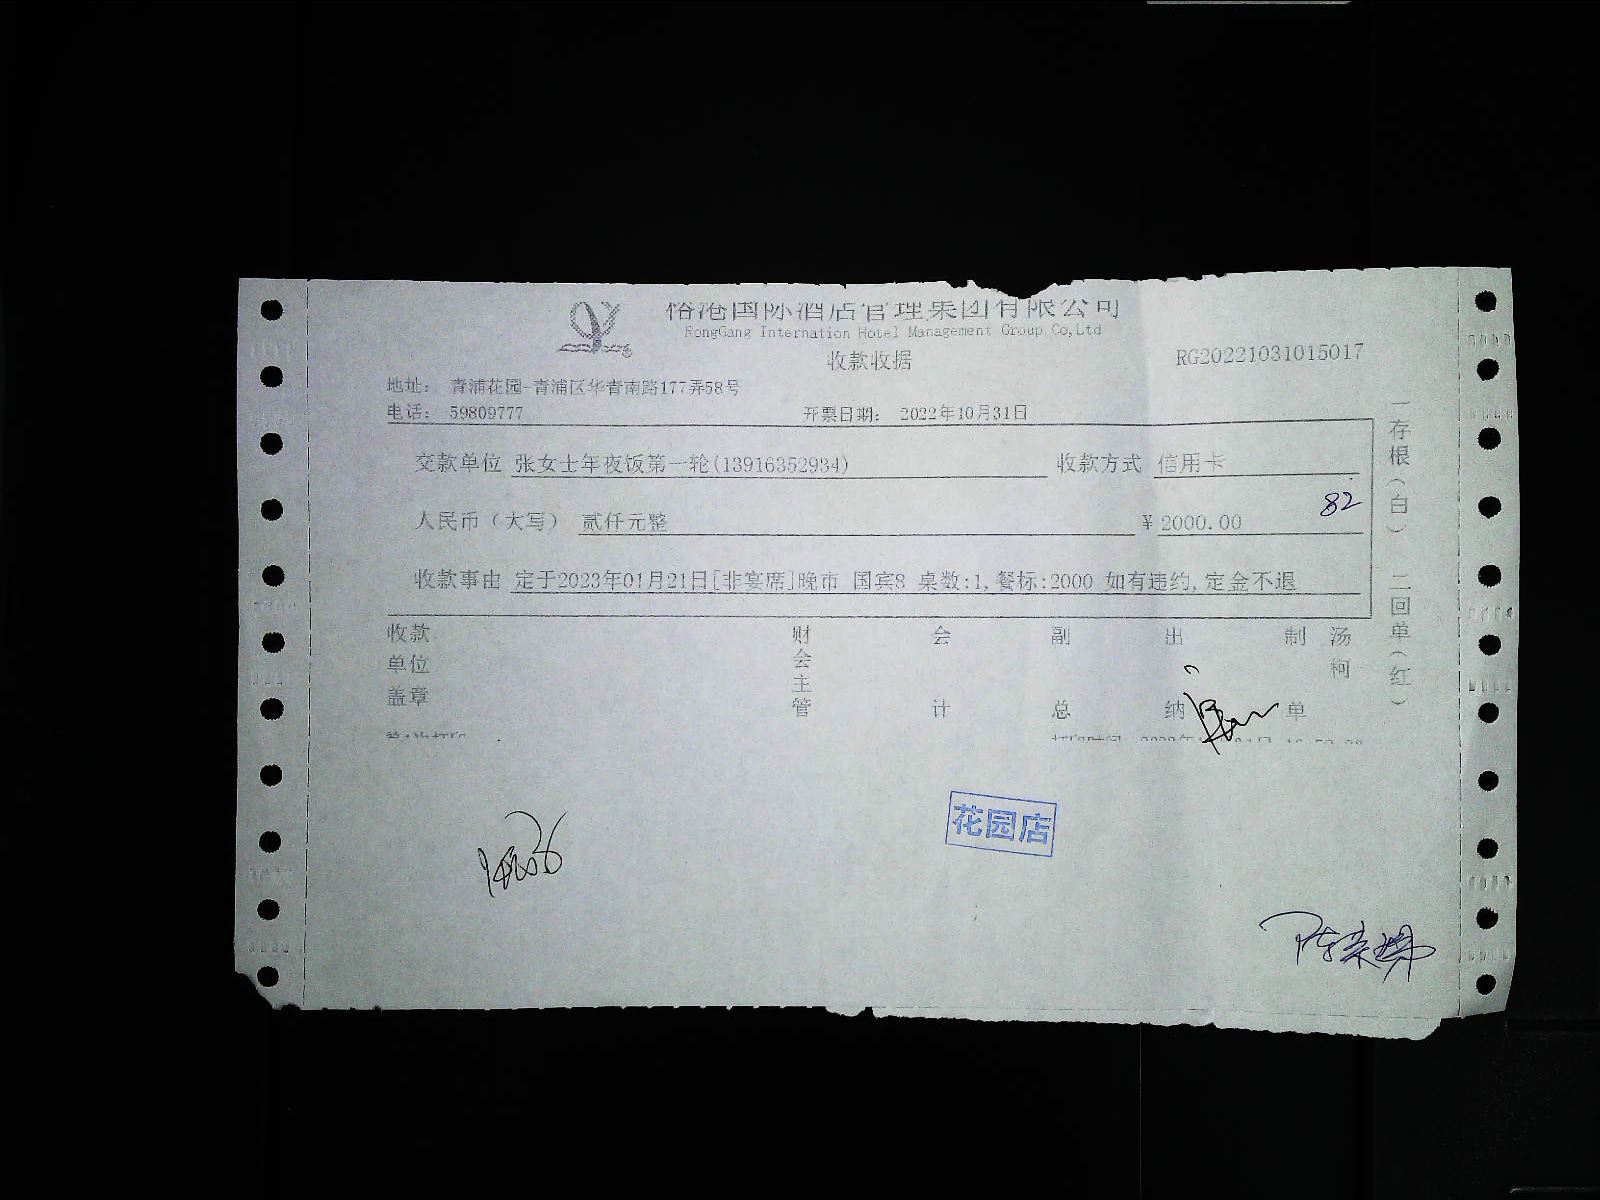 国际酒店管理集团有限公司
RongGang Internation Hotel Management Group Co,Ltd
收款收据
RG20221031015017
地址： 青浦花园-青浦区华青南路177弄58号
电话： 59809777 开票日期： 2022年10月31日
交款单位 张女士年夜饭第一轮(13916352934) 收款方式 信用卡
82
人民币（大写） 贰仟元整 ￥2000.00
收款事由 定于2023年01月21日[非宴席]晚市 国宾8 桌数:1,餐标:2000 如有违约,定金不退
收款单位盖章 财会主管 会计 副总 出纳 制单 汤柯
一存根（白） 二回单（红）
花园店